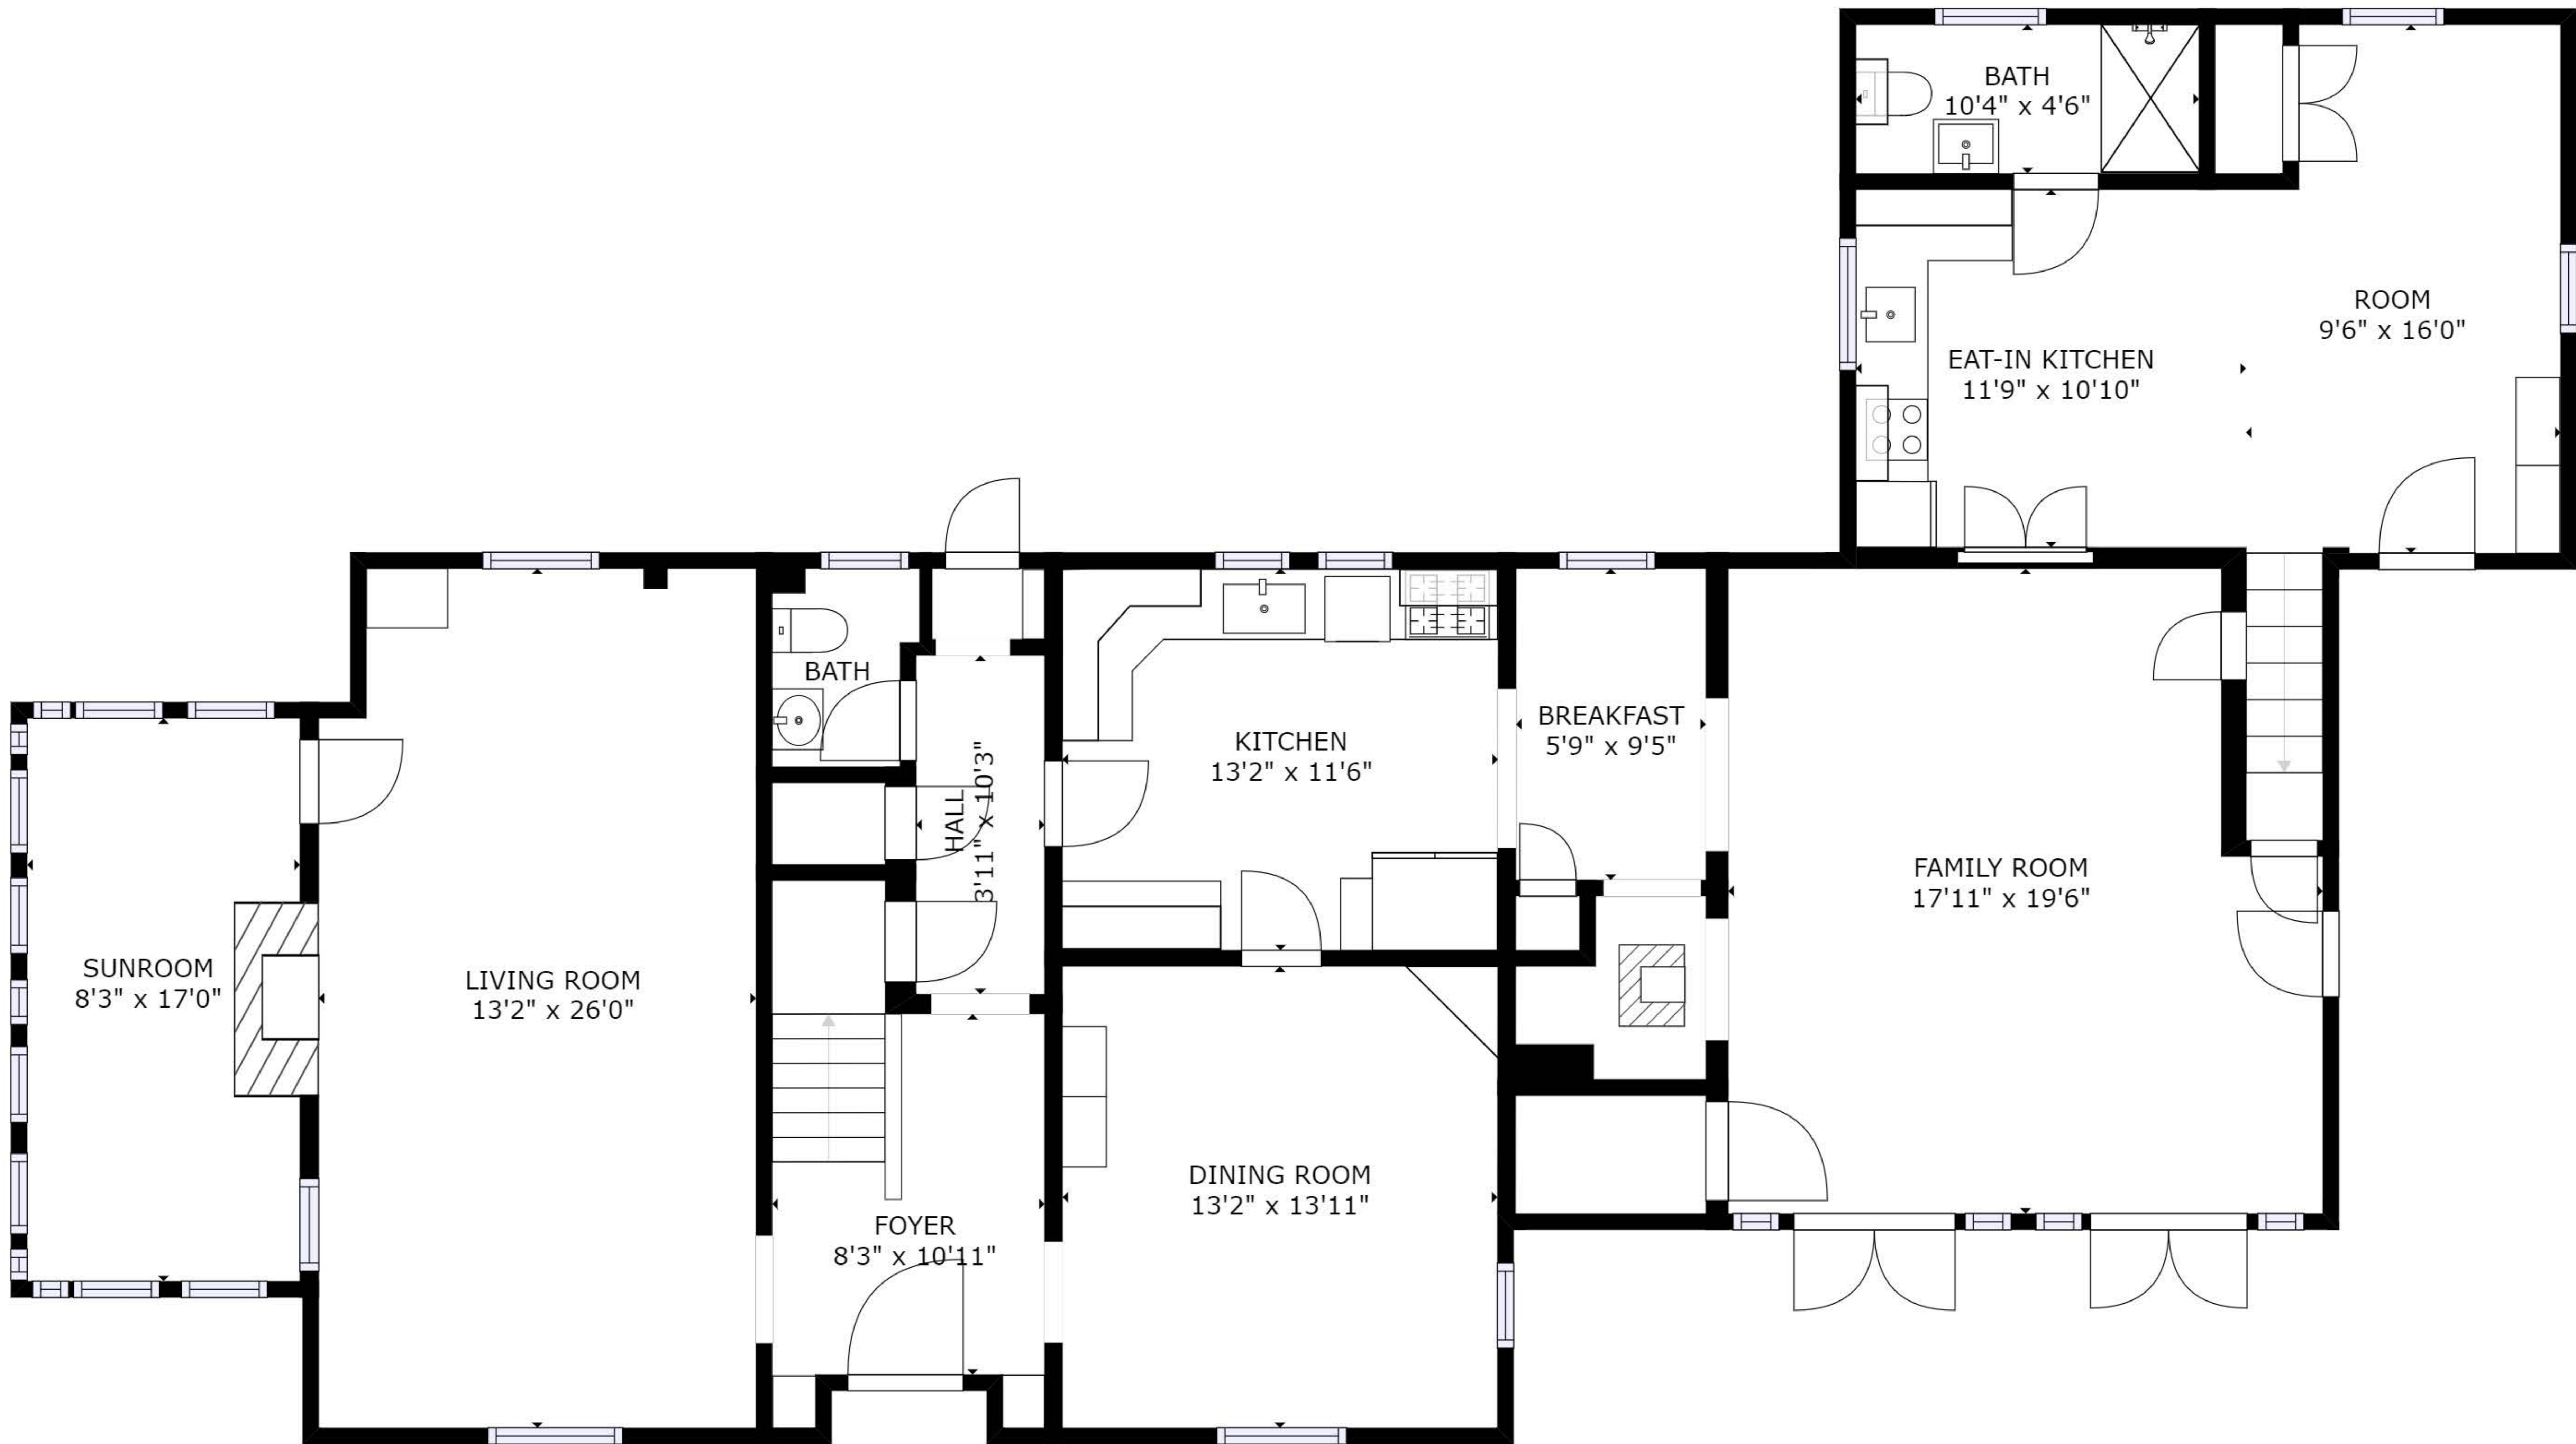 BATH
10'4" x 4'6"
ROOM
9'6" x 16'0"
EAT-IN KITCHEN
11'9" x 10'10"
BATH
HALL
3'11" x 10'3"
KITCHEN
13'2" x 11'6"
BREAKFAST
5'9" x 9'5"
FAMILY ROOM
17'11" x 19'6"
SUNROOM
8'3" x 17'0"
LIVING ROOM
13'2" x 26'0"
DINING ROOM
13'2" x 13'11"
FOYER
8'3" x 10'11"